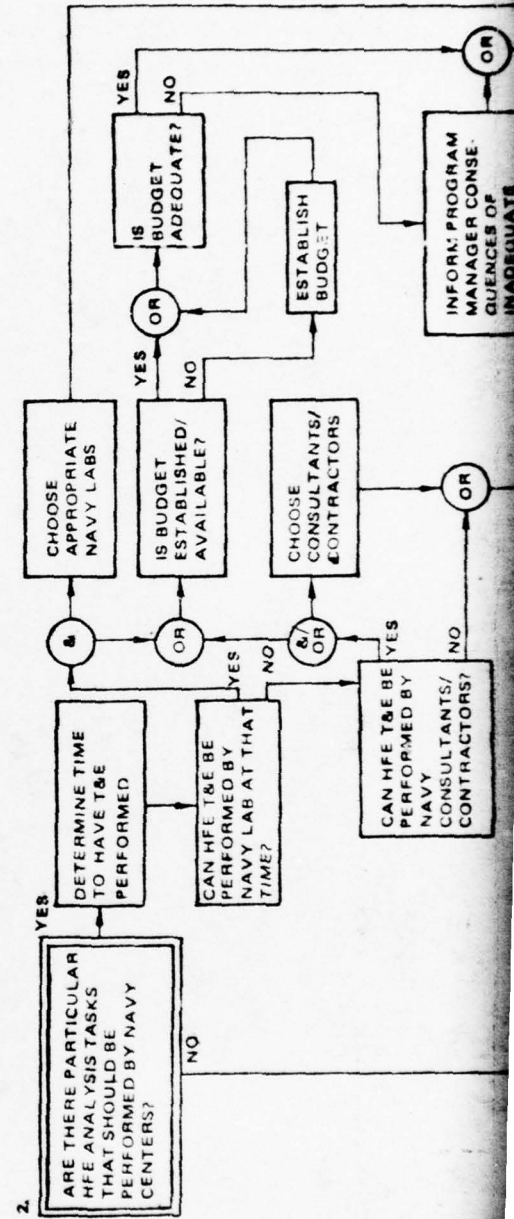 2.
ARE THERE PARTICULAR
HFE ANALYSIS TASKS
THAT SHOULD BE
PERFORMED BY NAVY
CENTERS?
YES
NO
DETERMINE TIME
TO HAVE T&E
PERFORMED
CAN HFE T&E BE
PERFORMED BY
NAVY LAB AT THAT
TIME?
YES
NO
CAN HFE T&E BE
PERFORMED BY
NAVY
CONSULTANTS/
CONTRACTORS?
YES
NO
&
OR
&/
OR
CHOOSE
APPROPRIATE
NAVY LABS
IS BUDGET
ESTABLISHED/
AVAILABLE?
YES
NO
CHOOSE
CONSULTANTS/
CONTRACTORS
OR
OR
ESTABLISH
BUDGET
IS
BUDGET
ADEQUATE?
YES
NO
INFORM PROGRAM
MANAGER CONSE-
QUENCES OF
INADEQUATE
OR